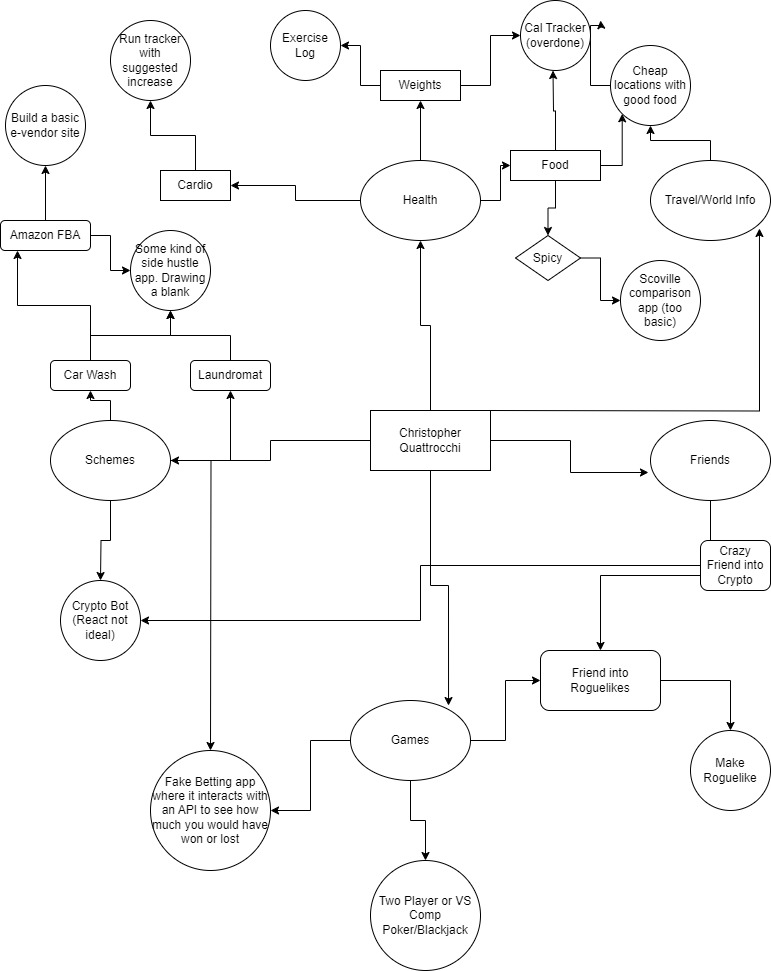 Exercise
Log
Cal Tracker
(overdone)
Run tracker
with
suggested
increase
Weights
Cheap
locations with
good food
Build a basic
e-vendor site
Cardio
Health
Food
Travel/World Info
Amazon FBA
Some kind of
side hustle
app. Drawing
a blank
Spicy
Scoville
comparison
app (too
basic)
Car Wash
Laundromat
Christopher
Quattrocchi
Schemes
Friends
Crazy
Friend into
Crypto
Crypto Bot
(React not
ideal)
Friend into
Roguelikes
Games
Make
Roguelike
Fake Betting app
where it interacts with
an API to see how
much you would have
won or lost
Two Player or VS
Comp
Poker/Blackjack